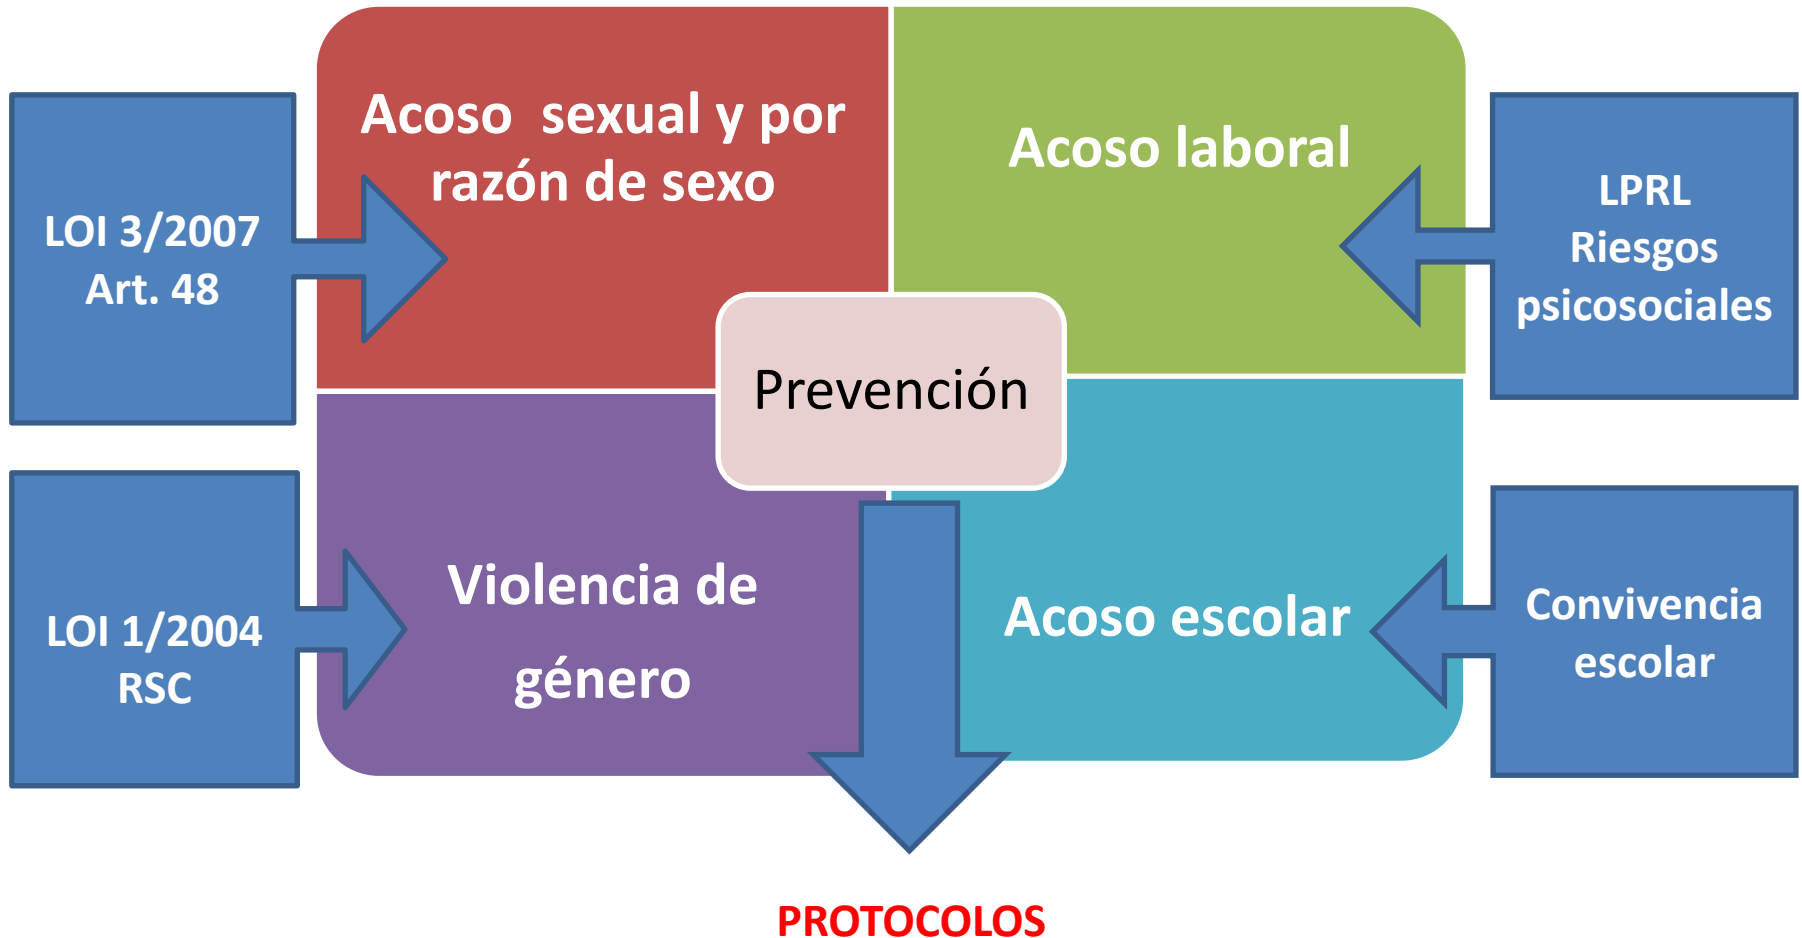 Acoso  sexual y por
razón de sexo
Acoso laboral
LOI 3/2007
Art. 48
LPRL
Riesgos
psicosociales
Prevención
Violencia de
género
Acoso escolar
LOI 1/2004
RSC
Convivencia
escolar
PROTOCOLOS